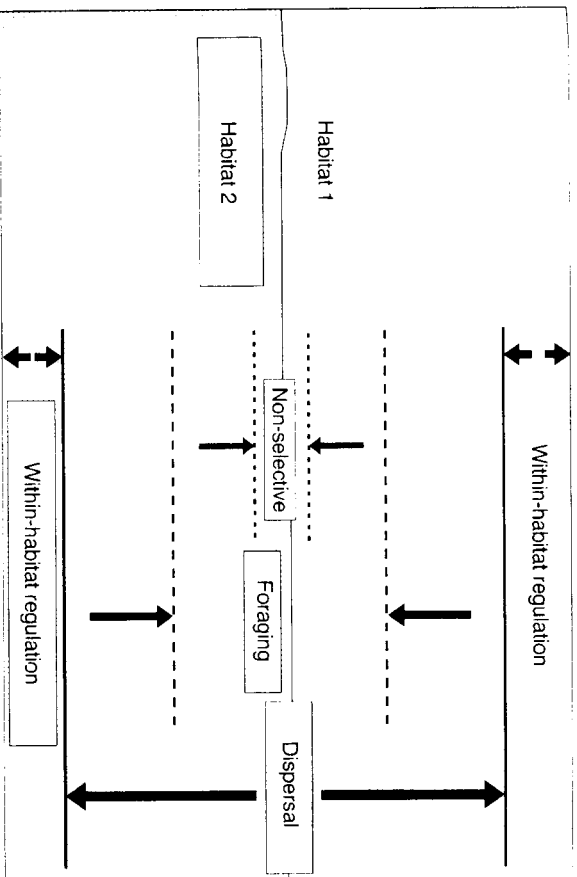 Habitat 1
Habitat 2
Within-habitat regulation
Non-selective
Foraging
Dispersal
Within-habitat regulation